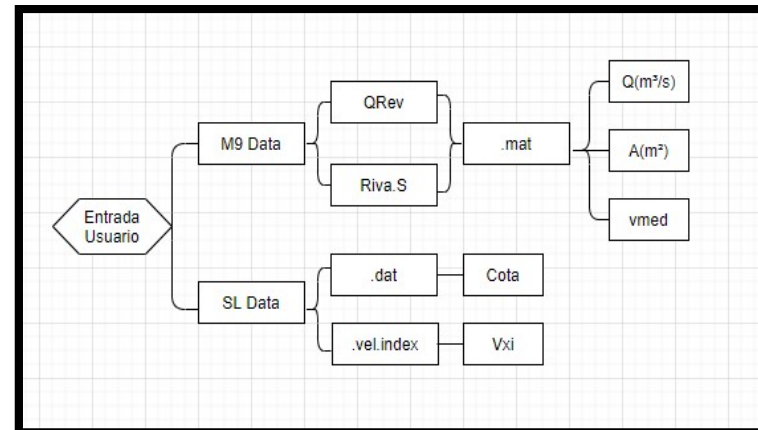 Entrada
Usuario
M9 Data
QRev
Riva.S
.mat
Q(m³/s)
A(m²)
vmed
SL Data
.dat
Cota
.vel.index
Vxi